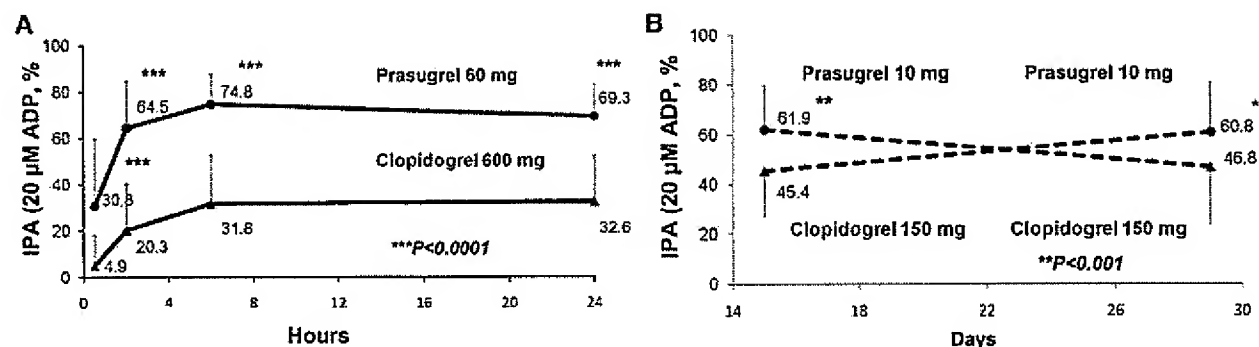 A
IPA (20 µM ADP, %
100
80
60
40
20
0
***
***
***
***
64.5
74.8
69.3
30.8
Prasugrel 60 mg
Clopidogrel 600 mg
4.9
20.3
31.8
32.6
***P<0.0001
0 4 8 12 16 20 24
Hours
B
IPA (20 µM ADP, %
100
80
60
40
20
0
Prasugrel 10 mg Prasugrel 10 mg
**
*
61.9
60.8
45.4
46.8
Clopidogrel 150 mg Clopidogrel 150 mg
**P<0.001
14 18 22 26 30
Days